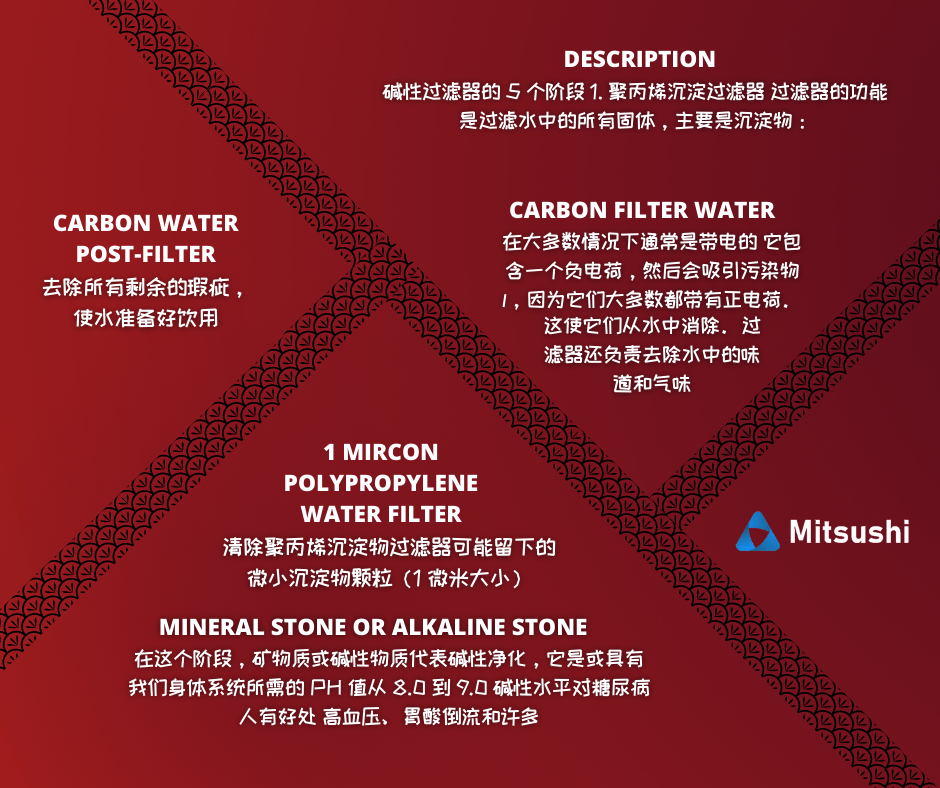 DESCRIPTION
碱性过滤器的 5 个阶段 1. 聚丙烯沉淀过滤器 过滤器的功能
是过滤水中的所有固体，主要是沉淀物：
CARBON WATER
POST-FILTER
去除所有剩余的瑕疵，
使水准备好饮用
CARBON FILTER WATER
在大多数情况下通常是带电的 它包
含一个负电荷，然后会吸引污染物
1，因为它们大多数都带有正电荷.
这使它们从水中消除. 过
滤器还负责去除水中的味
道和气味
1 MIRCON
POLYPROPYLENE
WATER FILTER
清除聚丙烯沉淀物过滤器可能留下的
微小沉淀物颗粒（1 微米大小）
Mitsushi
MINERAL STONE OR ALKALINE STONE
在这个阶段，矿物质或碱性物质代表碱性净化，它是或具有
我们身体系统所需的 PH 值从 8.0 到 9.0 碱性水平对糖尿病
人有好处 高血压、胃酸倒流和许多